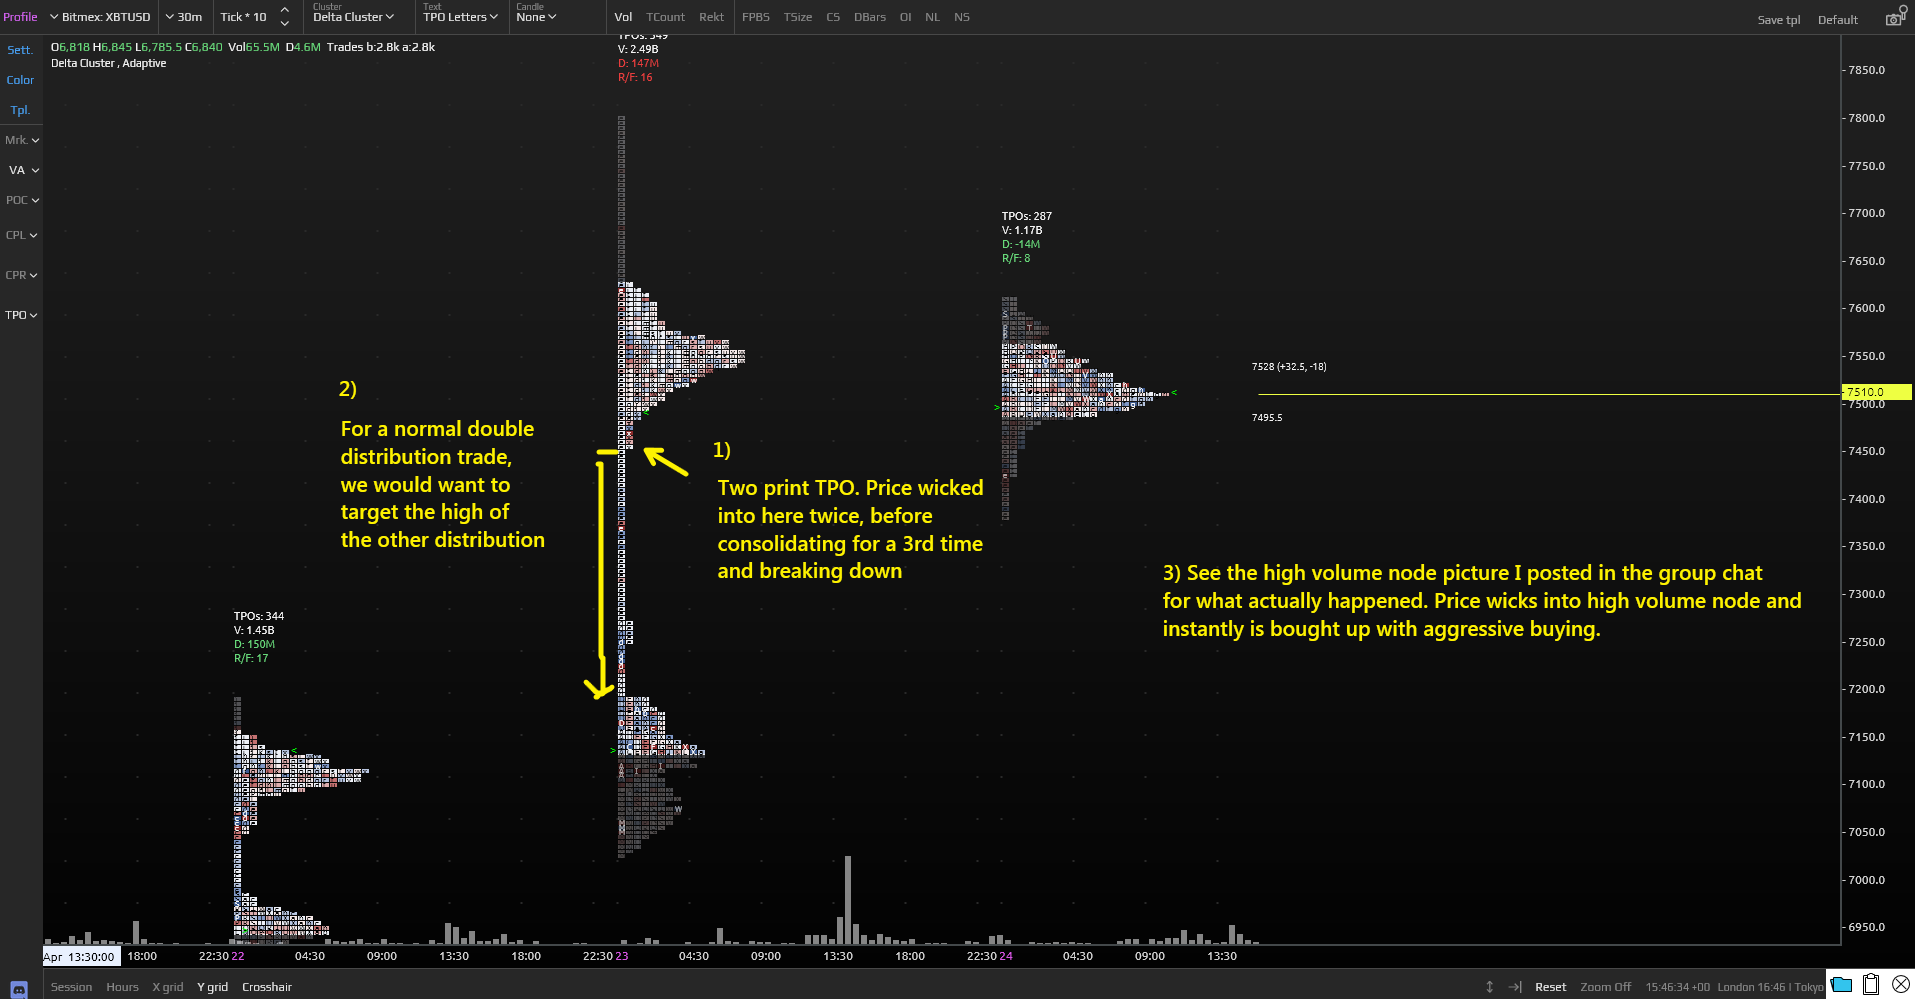 Profile Bitmex: XBTUSD 30m Tick * 10 Cluster Delta Cluster Text TPO Letters Candle None Vol TCount Rekt FPBS TSize CS DBars OI NL NS Save tpl Default
Sett.
Color
Tpl.
Mrk.
VA
POC
CPL
CPR
TPO
O6,818 H6,845 L6,785.5 C6,840 Vol65.5M D4.6M Trades b:2.8k a:2.8k
Delta Cluster , Adaptive
TPOs: 349
V: 2.49B
D: 147M
R/F: 16
TPOs: 287
V: 1.17B
D: -14M
R/F: 8
7528 (+32.5, -18)
7495.5
2)
For a normal double
distribution trade,
we would want to
target the high of
the other distribution
1)
Two print TPO. Price wicked
into here twice, before
consolidating for a 3rd time
and breaking down
3) See the high volume node picture I posted in the group chat
for what actually happened. Price wicks into high volume node and
instantly is bought up with aggressive buying.
TPOs: 344
V: 1.45B
D: 150M
R/F: 17
7850.0
7800.0
7750.0
7700.0
7650.0
7600.0
7550.0
7510.0
7500.0
7450.0
7400.0
7350.0
7300.0
7250.0
7200.0
7150.0
7100.0
7050.0
7000.0
6950.0
Apr 13:30:00 18:00 22:30 22 04:30 09:00 13:30 18:00 22:30 23 04:30 09:00 13:30 18:00 22:30 24 04:30 09:00 13:30
Session Hours X grid Y grid Crosshair Reset Zoom Off 15:46:34 +00 London 16:46 | Tokyo